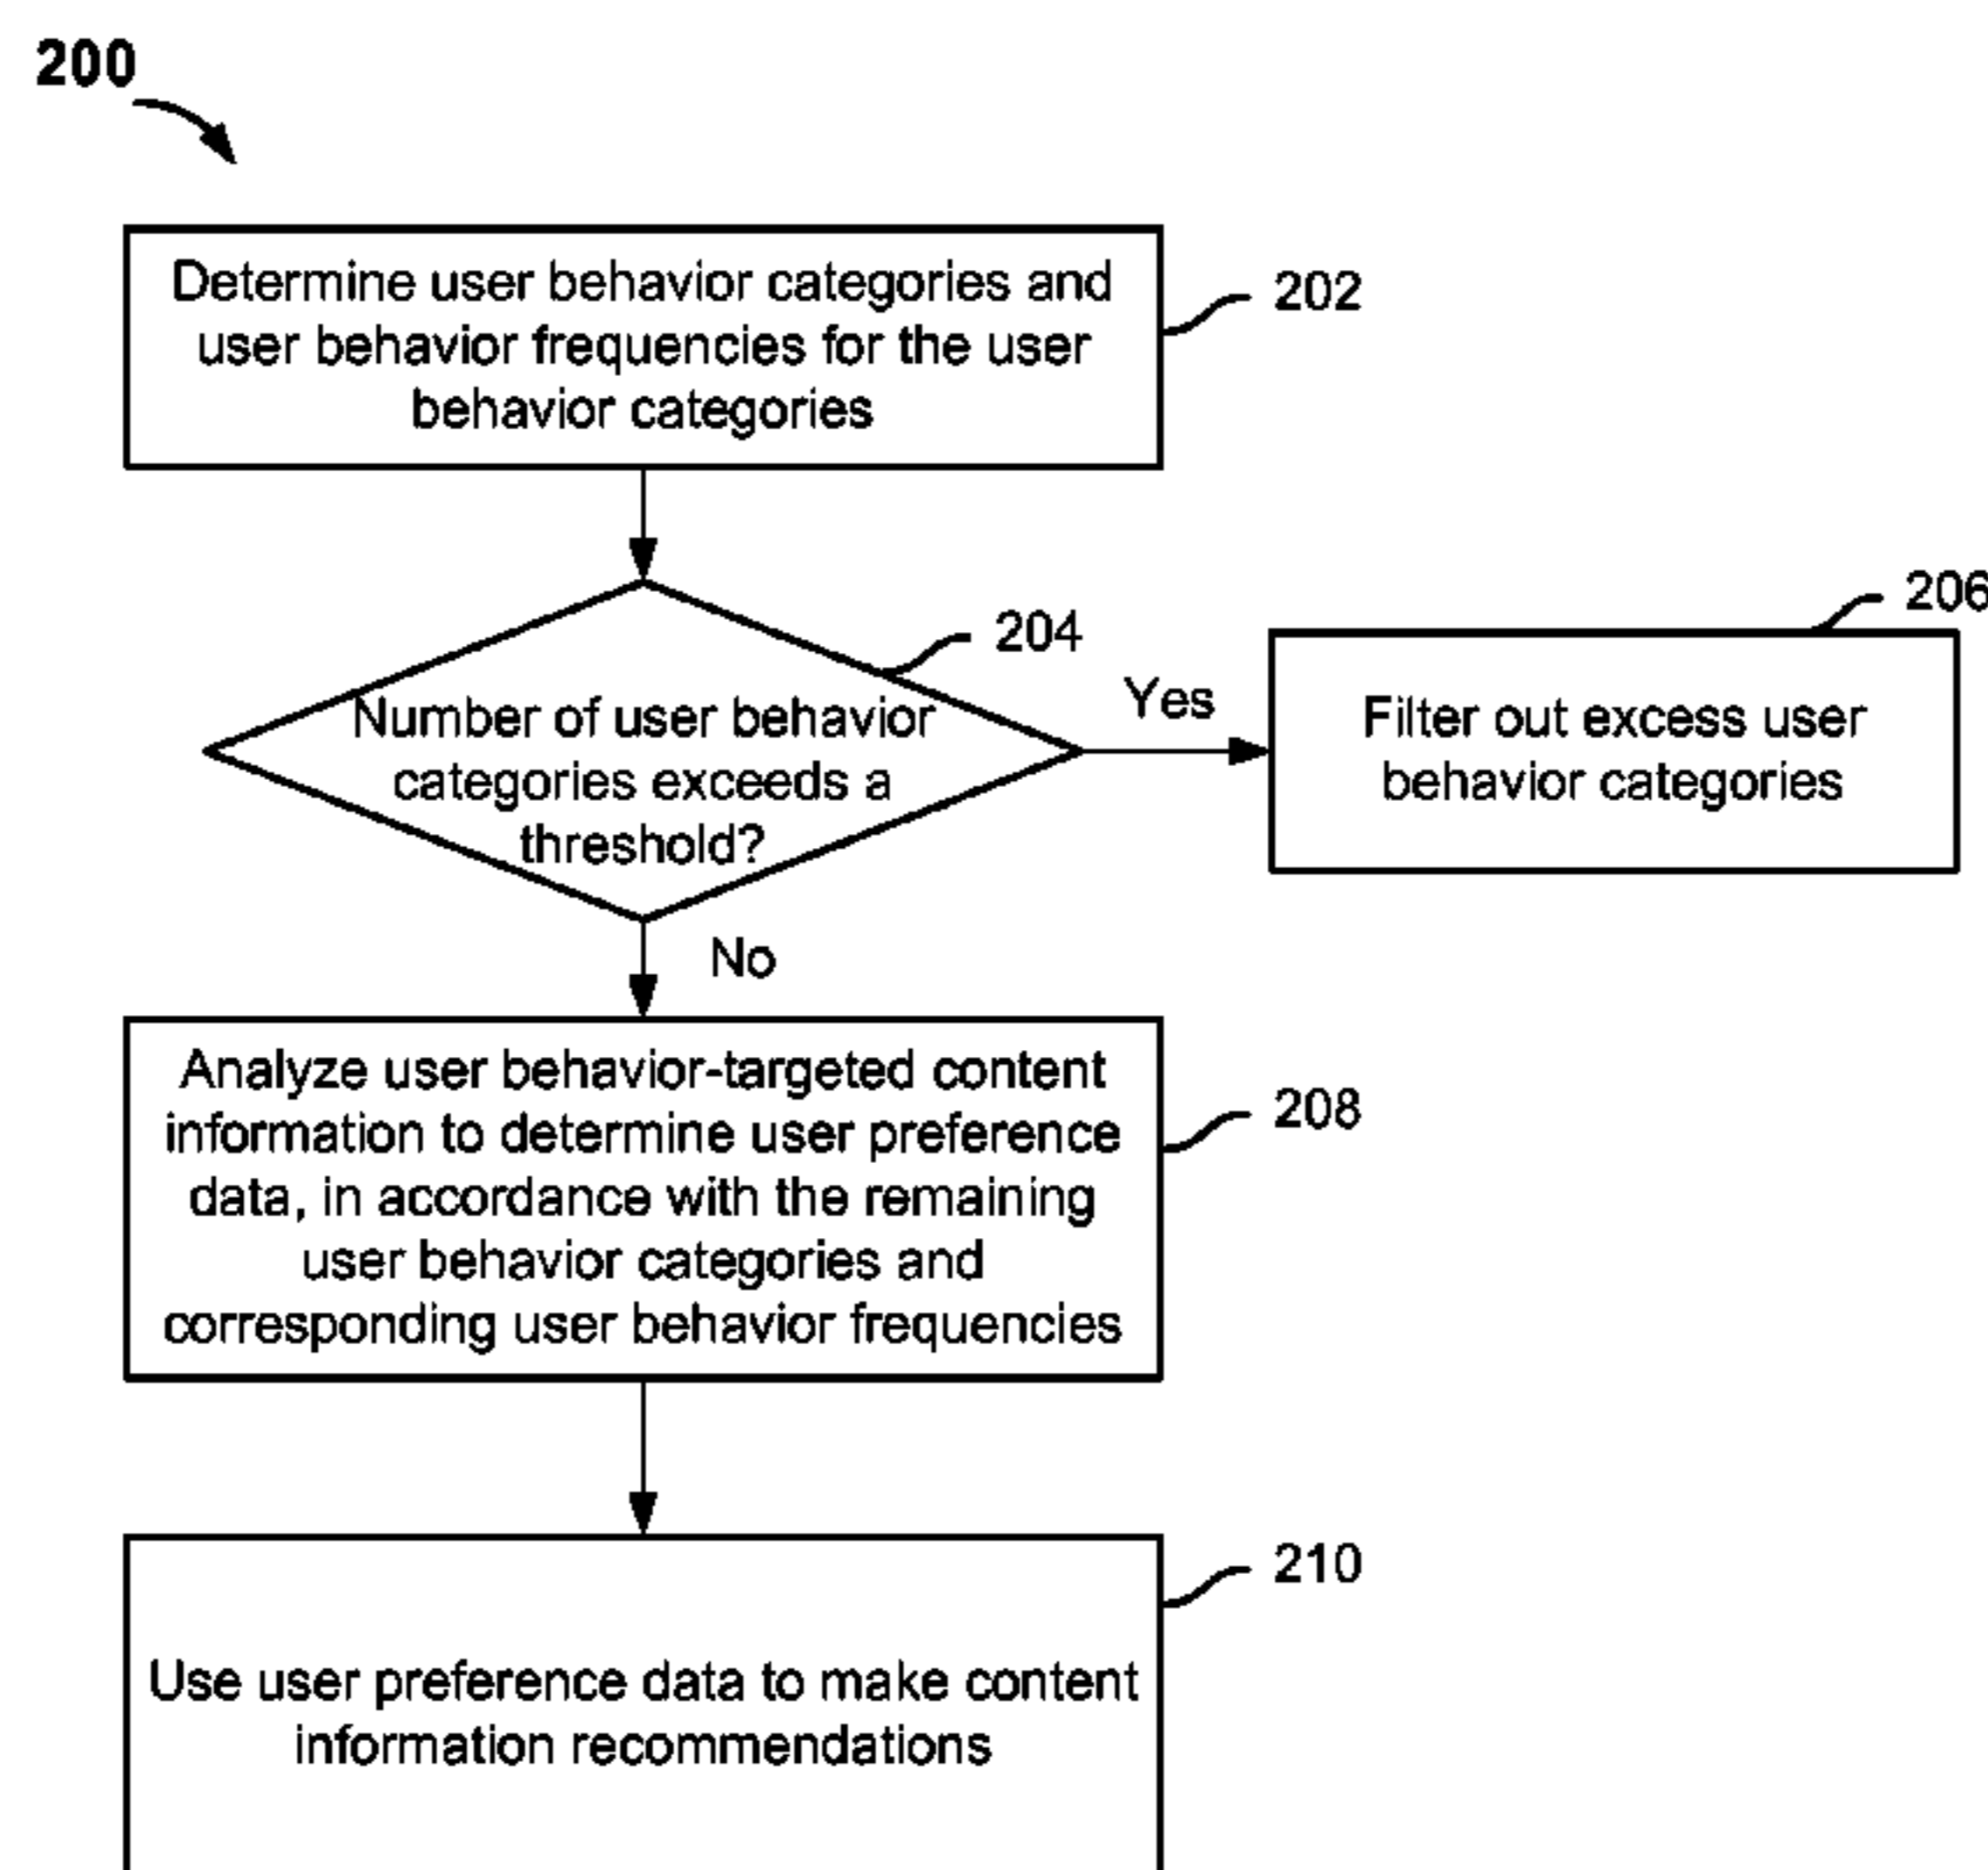 200
Determine user behavior categories and
user behavior frequencies for the user
behavior categories
202
204
Number of user behavior
categories exceeds a
threshold?
Yes
206
Filter out excess user
behavior categories
No
Analyze user behavior-targeted content
information to determine user preference
data, in accordance with the remaining
user behavior categories and
corresponding user behavior frequencies
208
210
Use user preference data to make content
information recommendations